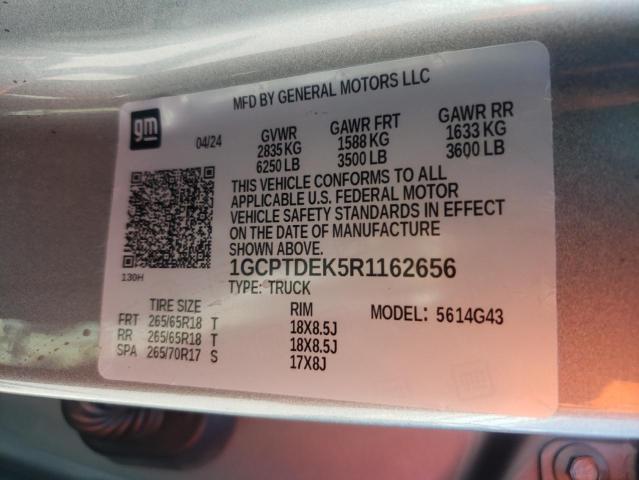 MFD BY GENERAL MOTORS LLC
gm
04/24
GVWR GAWR FRT GAWR RR
2835 KG 1588 KG 1633 KG
6250 LB 3500 LB 3600 LB
THIS VEHICLE CONFORMS TO ALL
APPLICABLE U.S. FEDERAL MOTOR
VEHICLE SAFETY STANDARDS IN EFFECT
ON THE DATE OF MANUFACTURE
SHOWN ABOVE.
130H
1GCPTDEK5R1162656
TYPE: TRUCK
TIRE SIZE RIM MODEL: 5614G43
FRT 265/65R18 T 18X8.5J
RR 265/65R18 T 18X8.5J
SPA 265/70R17 S 17X8J